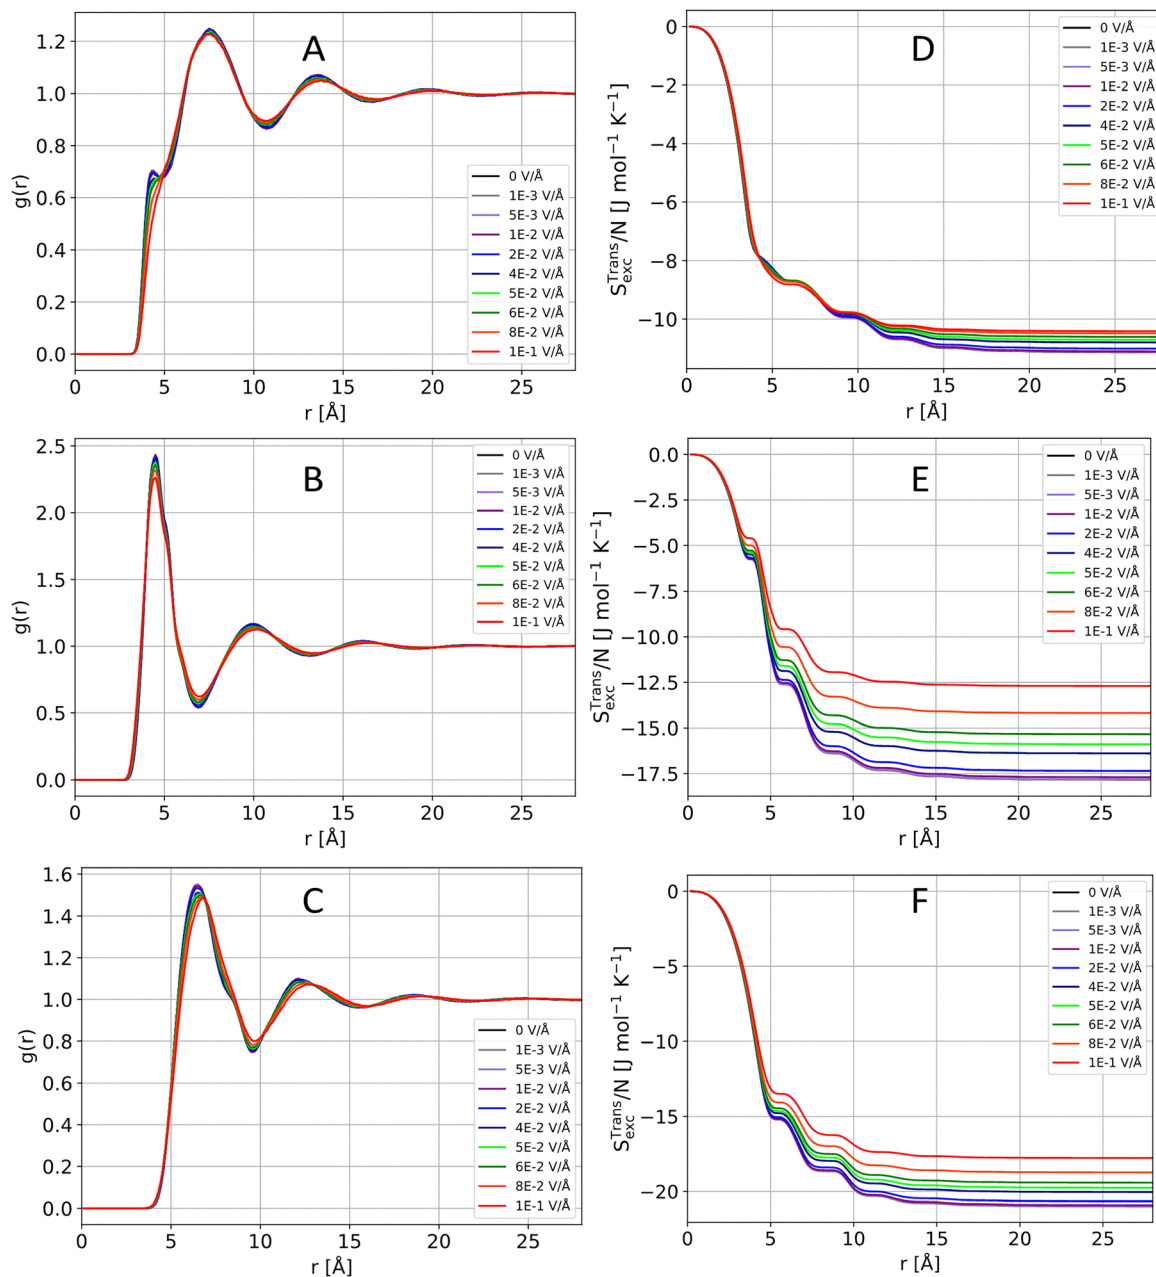 A
g(r)
1.2
1.0
0.8
0.6
0.4
0.2
0.0
0 V/Å
1E-3 V/Å
5E-3 V/Å
1E-2 V/Å
2E-2 V/Å
4E-2 V/Å
5E-2 V/Å
6E-2 V/Å
8E-2 V/Å
1E-1 V/Å
0 5 10 15 20 25
r [Å]
D
S_exc^Trans/N [J mol⁻¹ K⁻¹]
0
−2
−4
−6
−8
−10
0 V/Å
1E-3 V/Å
5E-3 V/Å
1E-2 V/Å
2E-2 V/Å
4E-2 V/Å
5E-2 V/Å
6E-2 V/Å
8E-2 V/Å
1E-1 V/Å
0 5 10 15 20 25
r [Å]
B
g(r)
2.5
2.0
1.5
1.0
0.5
0.0
0 V/Å
1E-3 V/Å
5E-3 V/Å
1E-2 V/Å
2E-2 V/Å
4E-2 V/Å
5E-2 V/Å
6E-2 V/Å
8E-2 V/Å
1E-1 V/Å
0 5 10 15 20 25
r [Å]
E
S_exc^Trans/N [J mol⁻¹ K⁻¹]
0.0
−2.5
−5.0
−7.5
−10.0
−12.5
−15.0
−17.5
0 V/Å
1E-3 V/Å
5E-3 V/Å
1E-2 V/Å
2E-2 V/Å
4E-2 V/Å
5E-2 V/Å
6E-2 V/Å
8E-2 V/Å
1E-1 V/Å
0 5 10 15 20 25
r [Å]
C
g(r)
1.6
1.4
1.2
1.0
0.8
0.6
0.4
0.2
0.0
0 V/Å
1E-3 V/Å
5E-3 V/Å
1E-2 V/Å
2E-2 V/Å
4E-2 V/Å
5E-2 V/Å
6E-2 V/Å
8E-2 V/Å
1E-1 V/Å
0 5 10 15 20 25
r [Å]
F
S_exc^Trans/N [J mol⁻¹ K⁻¹]
0
−5
−10
−15
−20
0 V/Å
1E-3 V/Å
5E-3 V/Å
1E-2 V/Å
2E-2 V/Å
4E-2 V/Å
5E-2 V/Å
6E-2 V/Å
8E-2 V/Å
1E-1 V/Å
0 5 10 15 20 25
r [Å]